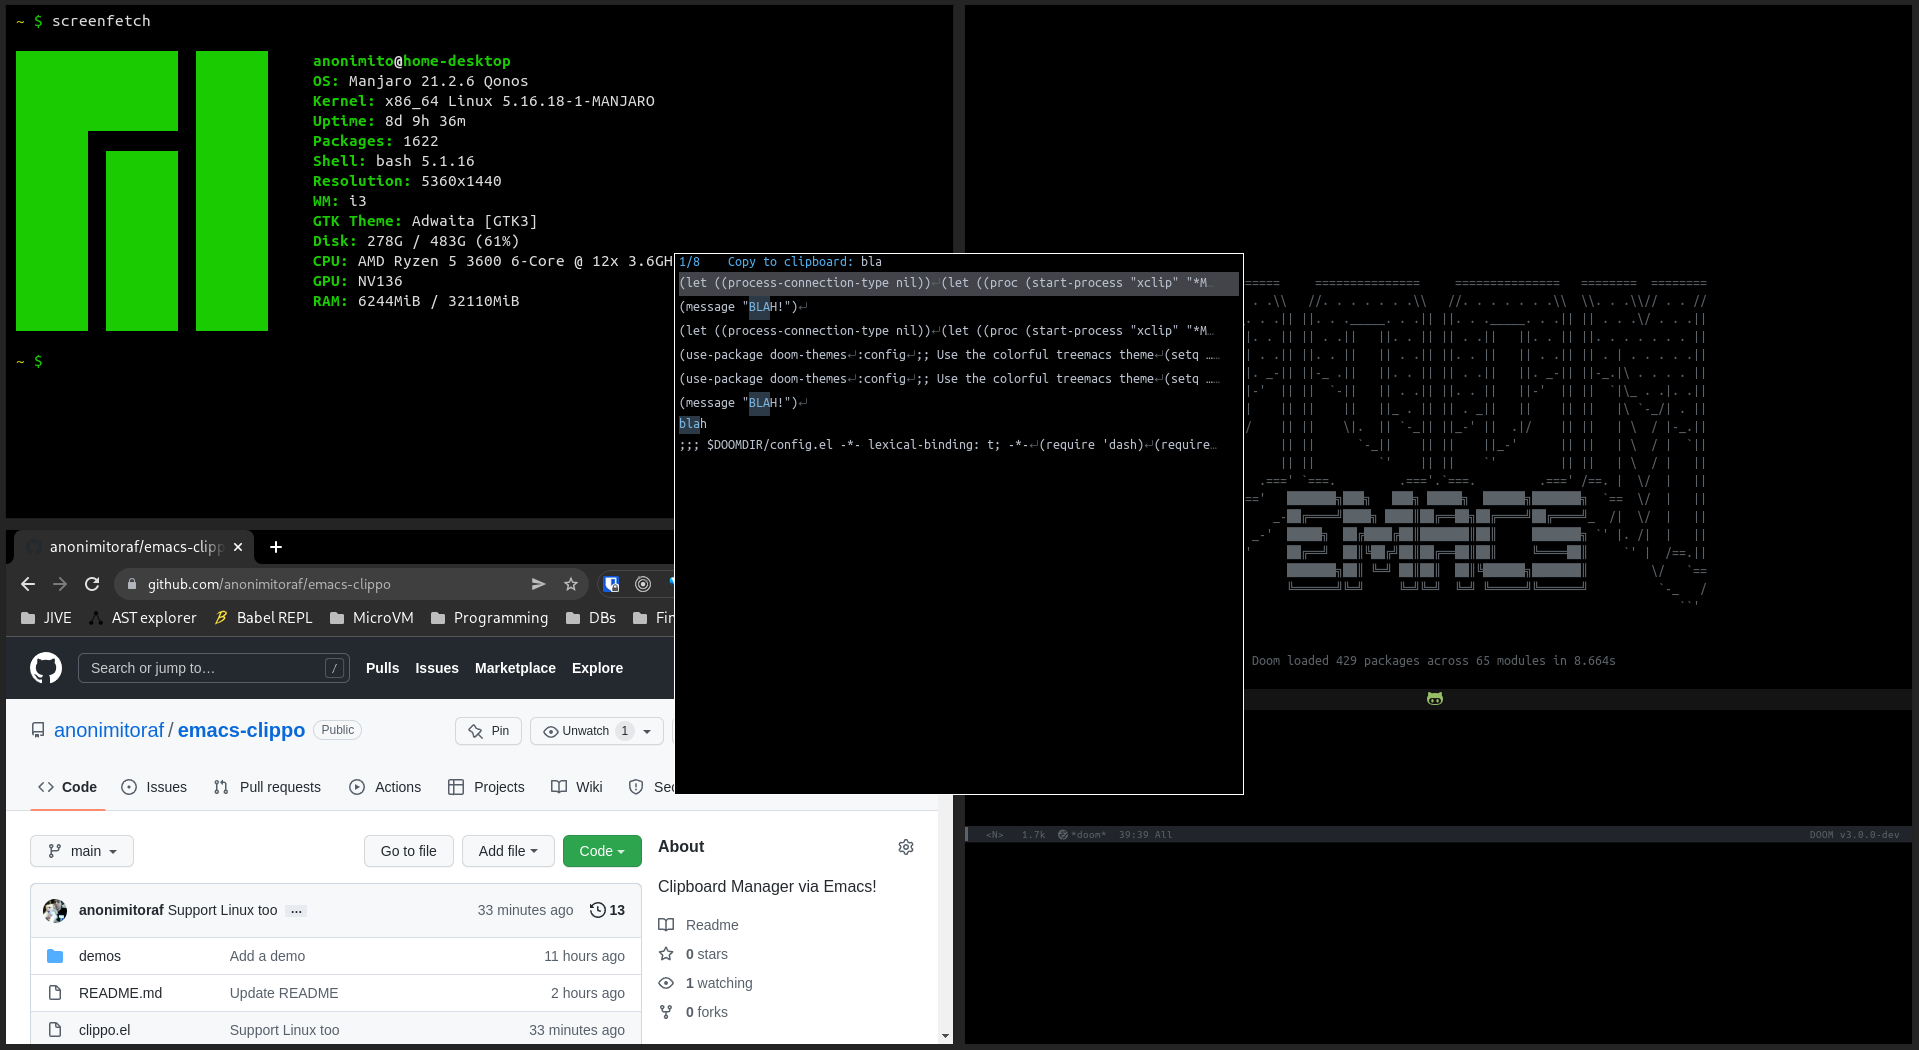 ~ $ screenfetch
anonimito@home-desktop
OS: Manjaro 21.2.6 Qonos
Kernel: x86_64 Linux 5.16.18-1-MANJARO
Uptime: 8d 9h 36m
Packages: 1622
Shell: bash 5.1.16
Resolution: 5360x1440
WM: i3
GTK Theme: Adwaita [GTK3]
Disk: 278G / 483G (61%)
CPU: AMD Ryzen 5 3600 6-Core @ 12x 3.6GH
GPU: NV136
RAM: 6244MiB / 32110MiB
~ $
1/8 Copy to clipboard: bla
(let ((process-connection-type nil))↵(let ((proc (start-process "xclip" "*M…
(message "BLAH!")↵
(let ((process-connection-type nil))↵(let ((proc (start-process "xclip" "*M…
(use-package doom-themes↵:config↵;; Use the colorful treemacs theme↵(setq ……
(use-package doom-themes↵:config↵;; Use the colorful treemacs theme↵(setq ……
(message "BLAH!")↵
blah
;;; $DOOMDIR/config.el -*- lexical-binding: t; -*-↵(require 'dash)↵(require…
EMACS
Doom loaded 429 packages across 65 modules in 8.664s
<N> 1.7k *doom* 39:39 All
DOOM v3.0.0-dev
anonimitoraf/emacs-clipp
github.com/anonimitoraf/emacs-clippo
JIVE AST explorer Babel REPL MicroVM Programming DBs Fin
Search or jump to… / Pulls Issues Marketplace Explore
anonimitoraf / emacs-clippo Public Pin Unwatch 1
Code Issues Pull requests Actions Projects Wiki Sec
main Go to file Add file Code
anonimitoraf Support Linux too … 33 minutes ago 13
demos Add a demo 11 hours ago
README.md Update README 2 hours ago
clippo.el Support Linux too 33 minutes ago
About
Clipboard Manager via Emacs!
Readme
0 stars
1 watching
0 forks